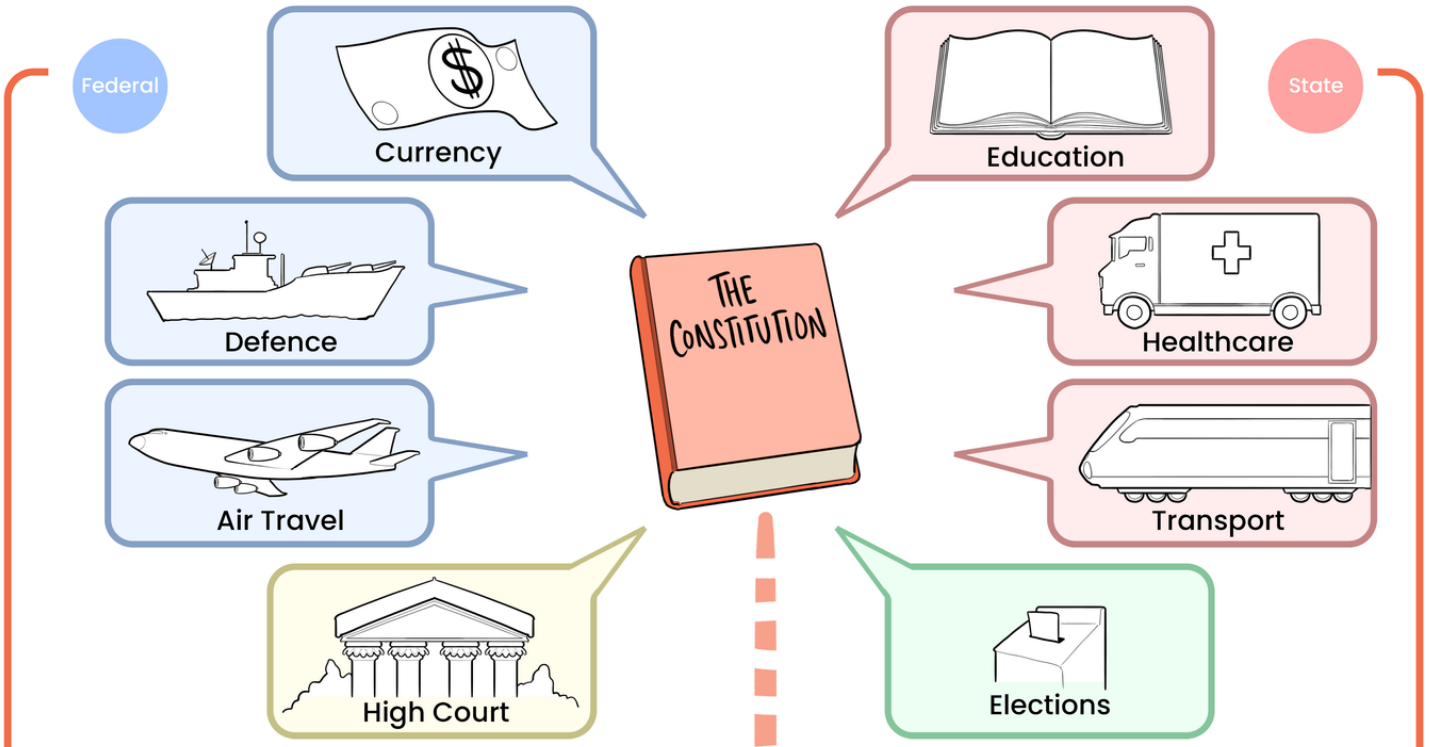 Federal
Currency
Education
State
THE
CONSTITUTION
Defence
Healthcare
Air Travel
Transport
High Court
Elections